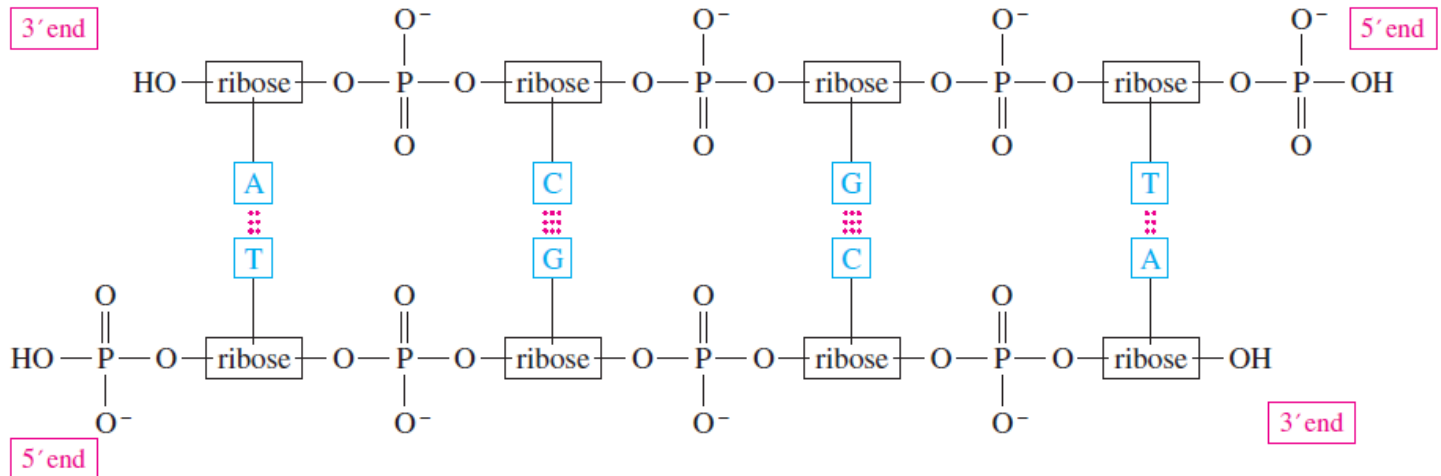 3′end
O⁻ O⁻ O⁻ O⁻
5′end
HO ribose O P O ribose O P O ribose O P O ribose O P OH
O O O O
A C G T
T G C A
O O O O
HO P O ribose O P O ribose O P O ribose O P O ribose OH
O⁻ O⁻ O⁻ O⁻
3′end
5′end